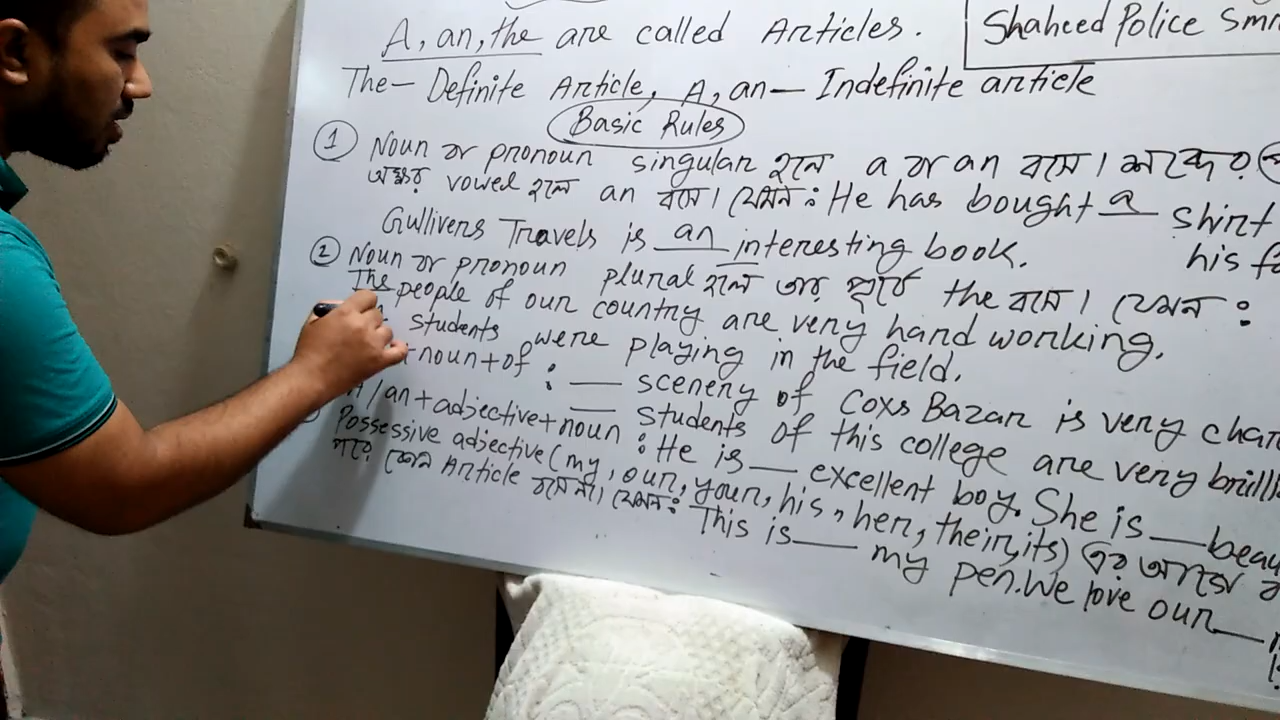 A, an, the are called Articles.
Shaheed Police Smri
The— Definite Article, A, an— Indefinite article
Basic Rules
① Noun or pronoun singular হলে a or an বসে। শব্দের
অক্ষর vowel হলে an বসে। যেমন: He has bought a shirt
Gullivers Travels is an interesting book. his fa
② Noun or pronoun plural হলে তার পূর্বে the বসে। যেমন:
The people of our country are very hard working.
students were playing in the field.
+noun+of : ___ scenery of Coxs Bazar is very char
___ students of this college are very brilli
A/an+adjective+noun : He is ___ excellent boy. She is ___ beau
Possessive adjective (my, our, your, his, her, their, its) এর আগে
পরে কোন Article বসে না। যেমন: This is ___ my pen. We love our ___